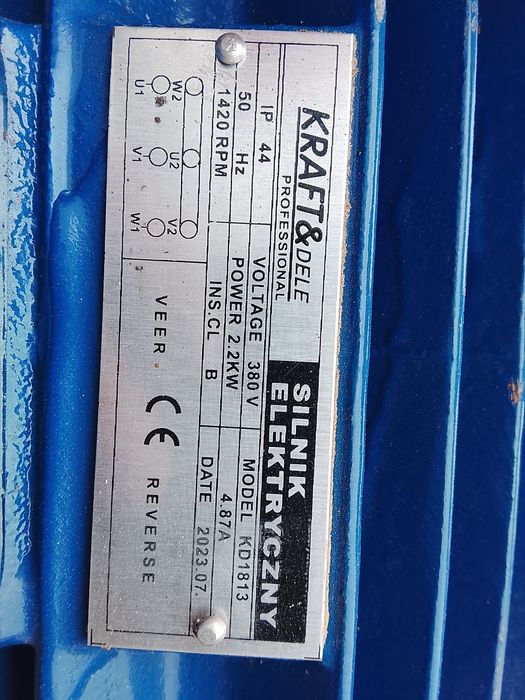 KRAFT&DELE
PROFESSIONAL
SILNIK
ELEKTRYCZNY
IP 44
VOLTAGE 380 V
MODEL KD1813
50 Hz
POWER 2.2KW
4.87A
1420 RPM
INS.CL B
DATE 2023.07.
W2 U2 V2
U1 V1 W1
VEER CE REVERSE